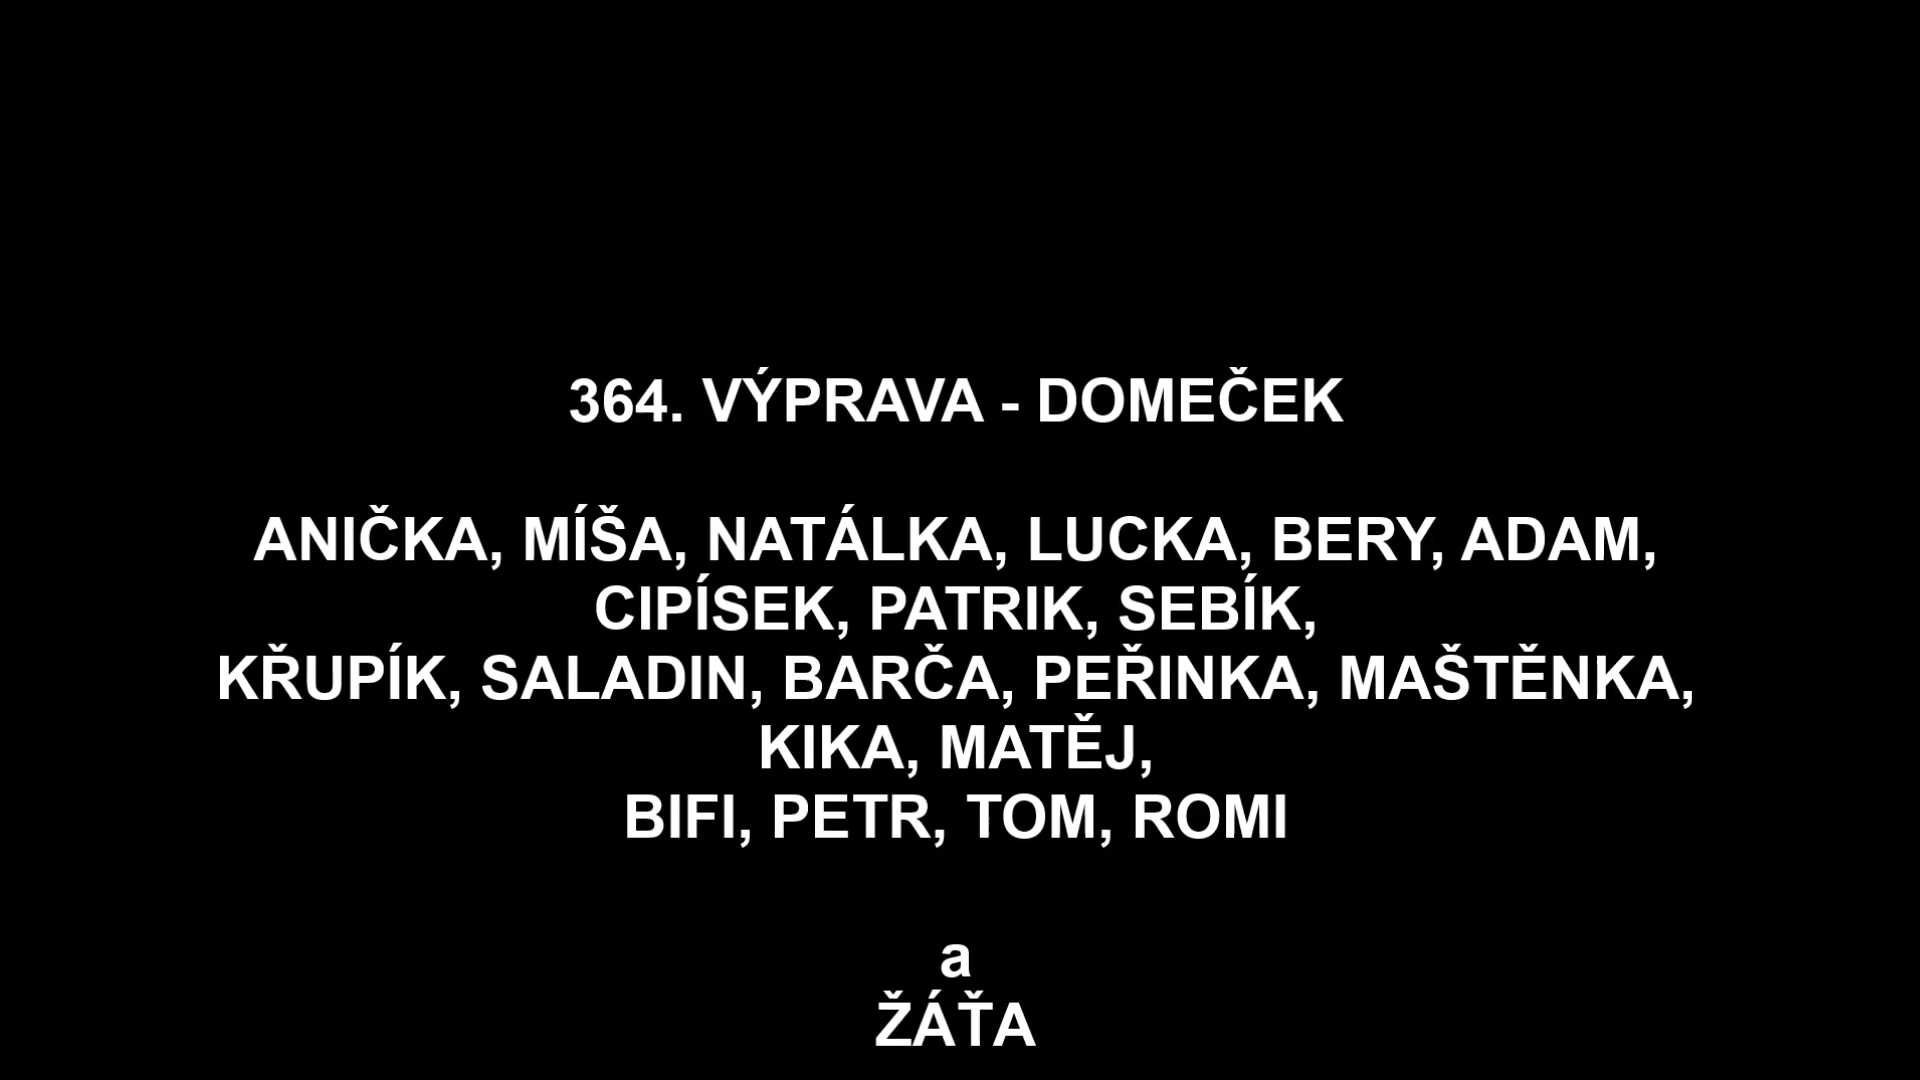 364. VÝPRAVA - DOMEČEK
ANIČKA, MÍŠA, NATÁLKA, LUCKA, BERY, ADAM,
CIPÍSEK, PATRIK, SEBÍK,
KŘUPÍK, SALADIN, BARČA, PEŘINKA, MAŠTĚNKA,
KIKA, MATĚJ,
BIFI, PETR, TOM, ROMI
a
ŽÁŤA